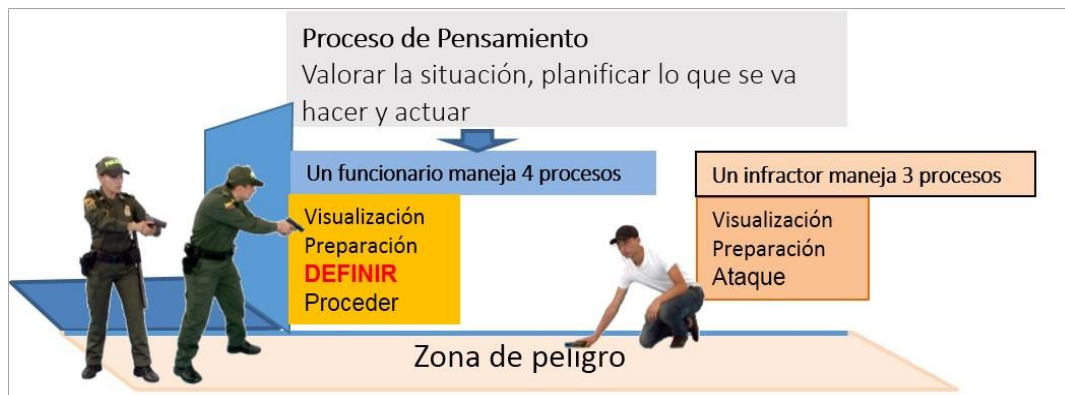 Proceso de Pensamiento
Valorar la situación, planificar lo que se va
hacer y actuar
Un funcionario maneja 4 procesos
Visualización
Preparación
DEFINIR
Proceder
Un infractor maneja 3 procesos
Visualización
Preparación
Ataque
Zona de peligro